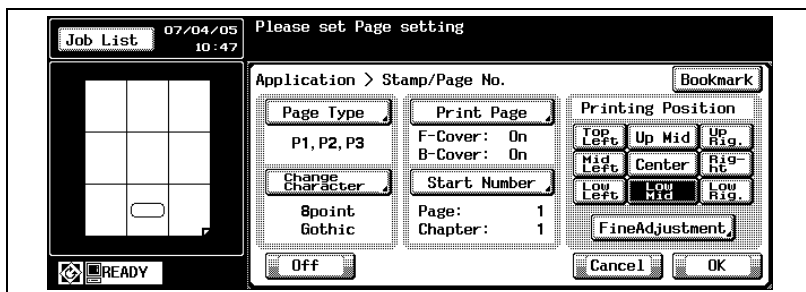 Job List
07/04/05
10:47
Please set Page setting
Application > Stamp/Page No.
Bookmark
Page Type
P1, P2, P3
Change
Character
8point
Gothic
Print Page
F-Cover: On
B-Cover: On
Start Number
Page: 1
Chapter: 1
Printing Position
Top
Left
Up Mid
Up
Rig.
Mid
Left
Center
Rig-
ht
Low
Left
Low
Mid
Low
Rig.
FineAdjustment
Off
Cancel
OK
READY